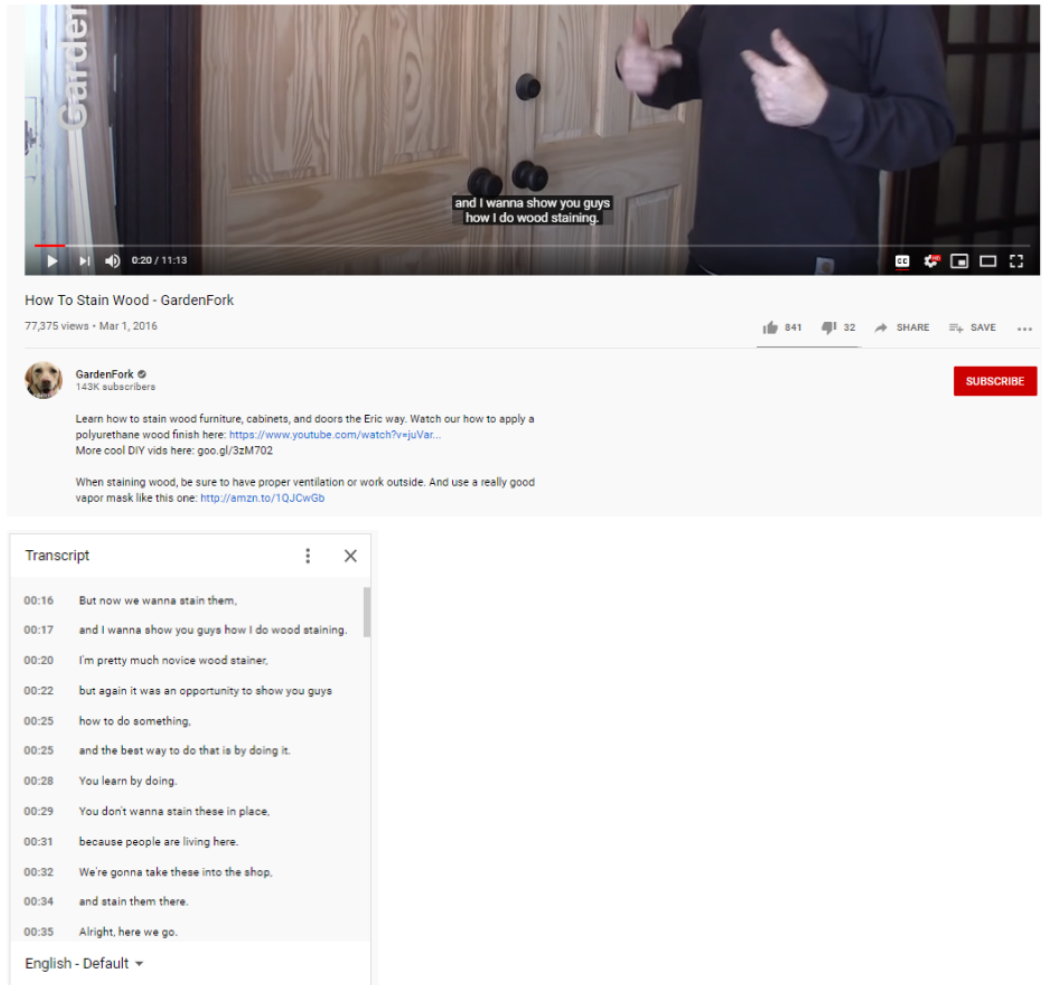 Garden
and I wanna show you guys
how I do wood staining.
0:20 / 11:13
CC
HD
How To Stain Wood - GardenFork
77,375 views • Mar 1, 2016
841 32 SHARE SAVE
GardenFork
143K subscribers
SUBSCRIBE
Learn how to stain wood furniture, cabinets, and doors the Eric way. Watch our how to apply a
polyurethane wood finish here: https://www.youtube.com/watch?v=juVar...
More cool DIY vids here: goo.gl/3zM702
When staining wood, be sure to have proper ventilation or work outside. And use a really good
vapor mask like this one: http://amzn.to/1QJCwGb
Transcript
00:16 But now we wanna stain them,
00:17 and I wanna show you guys how I do wood staining.
00:20 I'm pretty much novice wood stainer,
00:22 but again it was an opportunity to show you guys
00:25 how to do something,
00:25 and the best way to do that is by doing it.
00:28 You learn by doing.
00:29 You don't wanna stain these in place,
00:31 because people are living here.
00:32 We're gonna take these into the shop,
00:34 and stain them there.
00:35 Alright, here we go.
English - Default